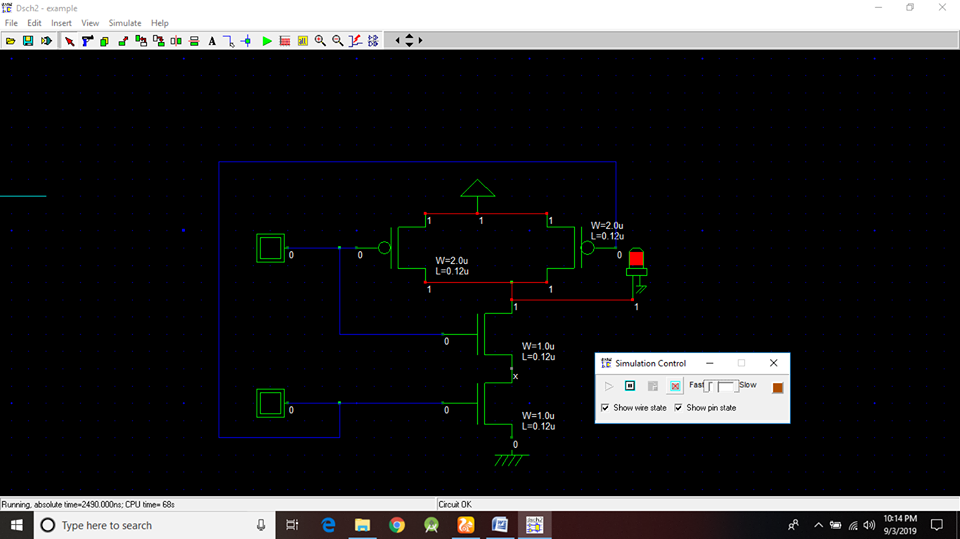 Dsch2 - example
File Edit Insert View Simulate Help
A
1 1 1
W=2.0u
L=0.12u
0 0 0
W=2.0u
L=0.12u
1 1
1 1
0
W=1.0u
L=0.12u
x
Simulation Control
Fast Slow
Show wire state Show pin state
0 0
W=1.0u
L=0.12u
0
Running, absolute time=2490.000ns; CPU time= 68s Circuit OK
Type here to search
10:14 PM
9/3/2019